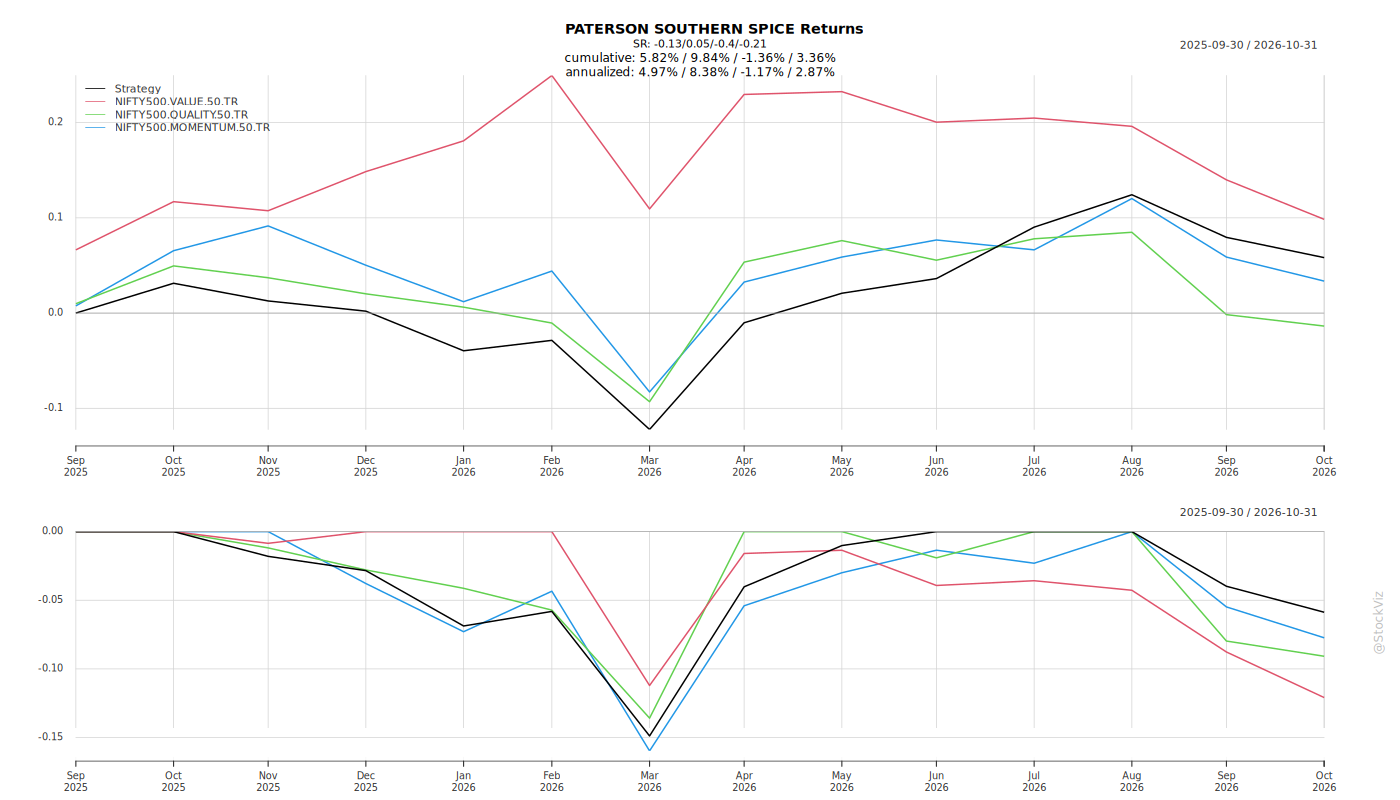 PATERSON SOUTHERN SPICE Returns
SR: -0.13/0.05/-0.4/-0.21
2025-09-30 / 2026-10-31
cumulative: 5.82% / 9.84% / -1.36% / 3.36%
annualized: 4.97% / 8.38% / -1.17% / 2.87%
Strategy
NIFTY500.VALUE.50.TR
NIFTY500.QUALITY.50.TR
NIFTY500.MOMENTUM.50.TR
0.2
0.1
0.0
-0.1
Sep Oct Nov Dec Jan Feb Mar Apr May Jun Jul Aug Sep Oct
2025 2025 2025 2025 2026 2026 2026 2026 2026 2026 2026 2026 2026 2026
2025-09-30 / 2026-10-31
0.00
-0.05
-0.10
-0.15
Sep Oct Nov Dec Jan Feb Mar Apr May Jun Jul Aug Sep Oct
2025 2025 2025 2025 2026 2026 2026 2026 2026 2026 2026 2026 2026 2026
@StockViz